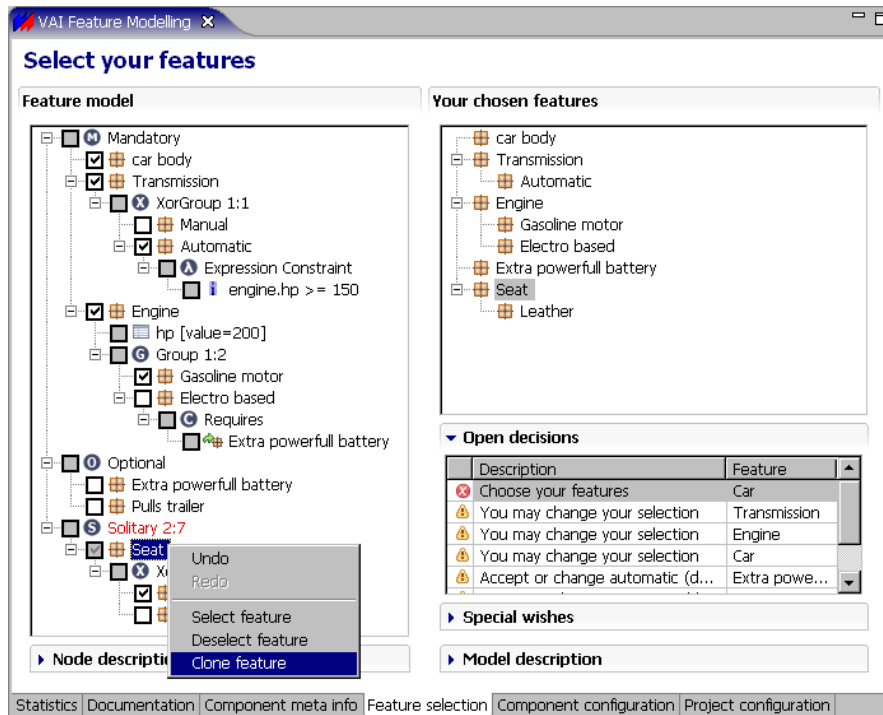 VAI Feature Modelling
Select your features
Feature model
Mandatory
car body
Transmission
XorGroup 1:1
Manual
Automatic
Expression Constraint
engine.hp >= 150
Engine
hp [value=200]
Group 1:2
Gasoline motor
Electro based
Requires
Extra powerfull battery
Optional
Extra powerfull battery
Pulls trailer
Solitary 2:7
Seat
Undo
Redo
Select feature
Deselect feature
Clone feature
Your chosen features
car body
Transmission
Automatic
Engine
Gasoline motor
Electro based
Extra powerfull battery
Seat
Leather
Open decisions
Description Feature
Choose your features Car
You may change your selection Transmission
You may change your selection Engine
You may change your selection Car
Accept or change automatic (d... Extra powe...
Special wishes
Model description
Node
Statistics Documentation Component meta info Feature selection Component configuration Project configuration